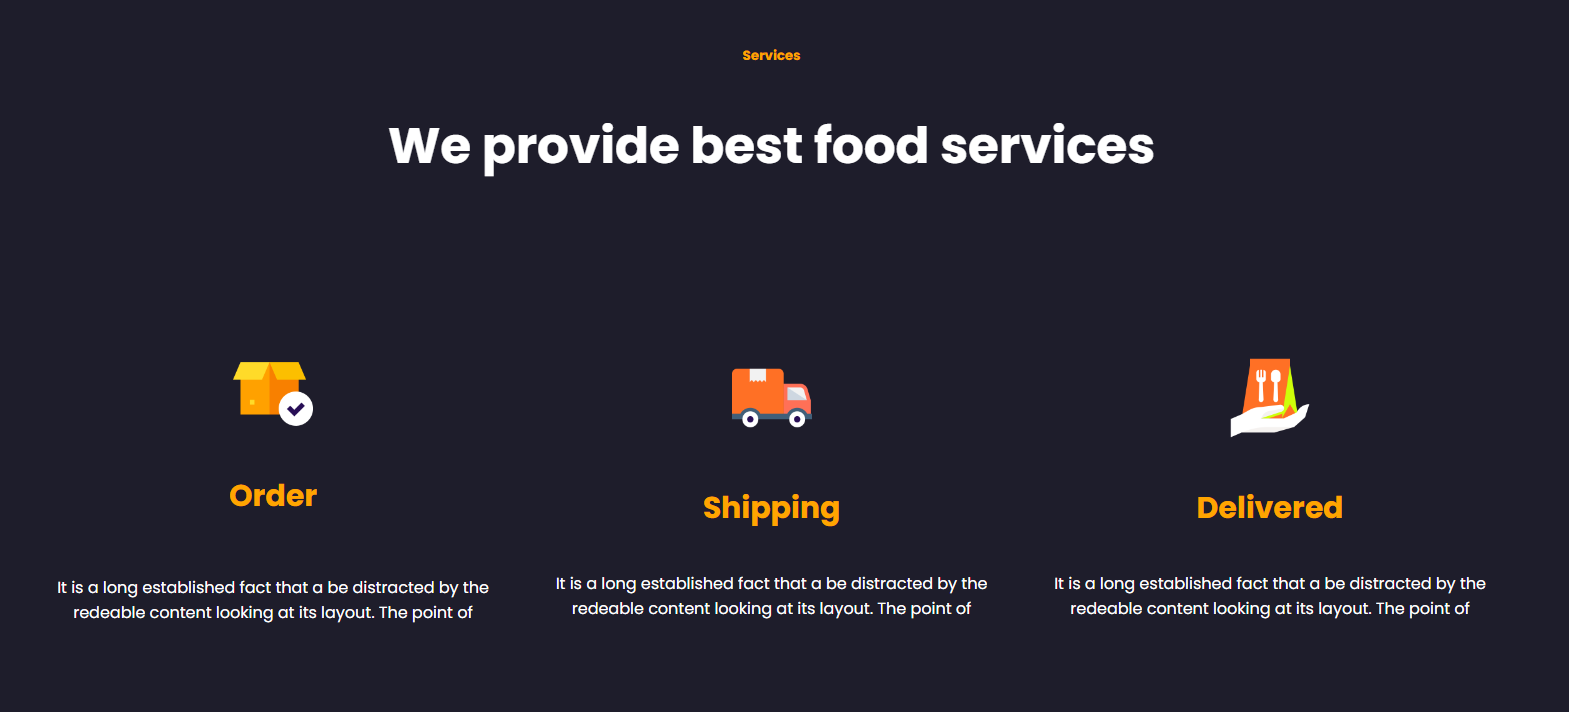 Services
We provide best food services
Order
It is a long established fact that a be distracted by the
redeable content looking at its layout. The point of
Shipping
It is a long established fact that a be distracted by the
redeable content looking at its layout. The point of
Delivered
It is a long established fact that a be distracted by the
redeable content looking at its layout. The point of